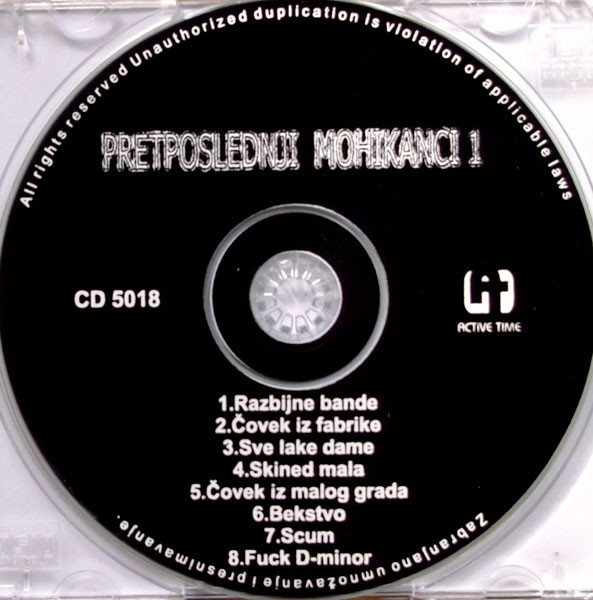 All rights reserved Unauthorized duplication is violation of applicable laws
PRETPOSLEDNJI MOHIKANCI 1
CD 5018
ACTIVE TIME
1.Razbijne bande
2.Čovek iz fabrike
3.Sve lake dame
4.Skined mala
5.Čovek iz malog grada
6.Bekstvo
7.Scum
8.Fuck D-minor
Zabranjano umnožavanje i presnimavanje.